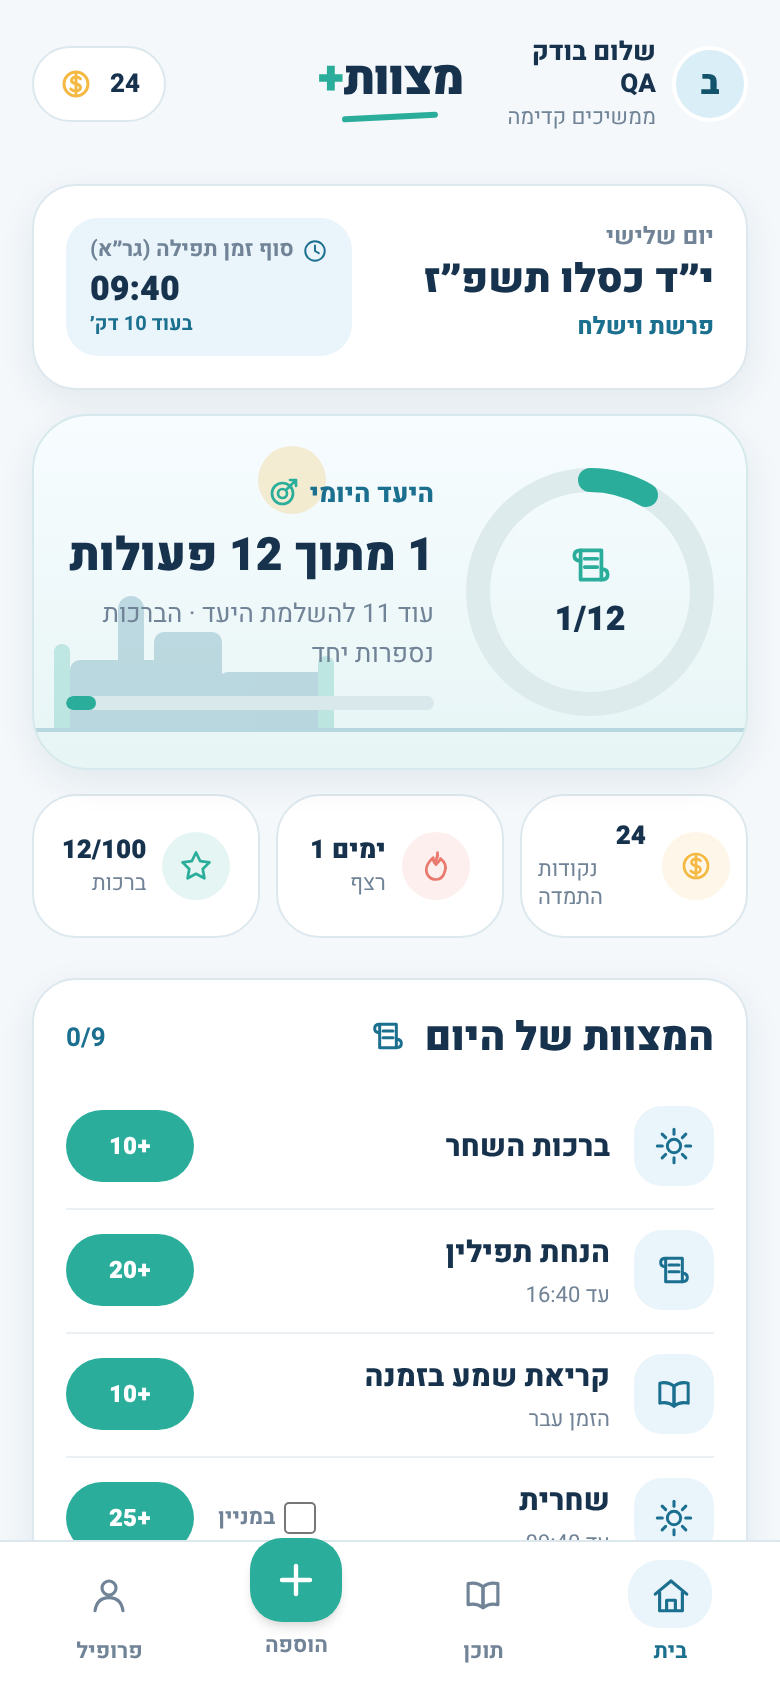 ב
שלום בודק
QA
ממשיכים קדימה
מצוות+
24
יום שלישי
י״ד כסלו תשפ״ז
פרשת וישלח
סוף זמן תפילה (גר״א)
09:40
בעוד 10 דק׳
היעד היומי
1 מתוך 12 פעולות
עוד 11 להשלמת היעד · הברכות
נספרות יחד
1/12
24
נקודות
התמדה
1 ימים
רצף
12/100
ברכות
המצוות של היום
0/9
ברכות השחר
+10
הנחת תפילין
עד 16:40
+20
קריאת שמע בזמנה
הזמן עבר
+10
שחרית
עד 09:40
במניין
+25
בית
תוכן
הוספה
פרופיל